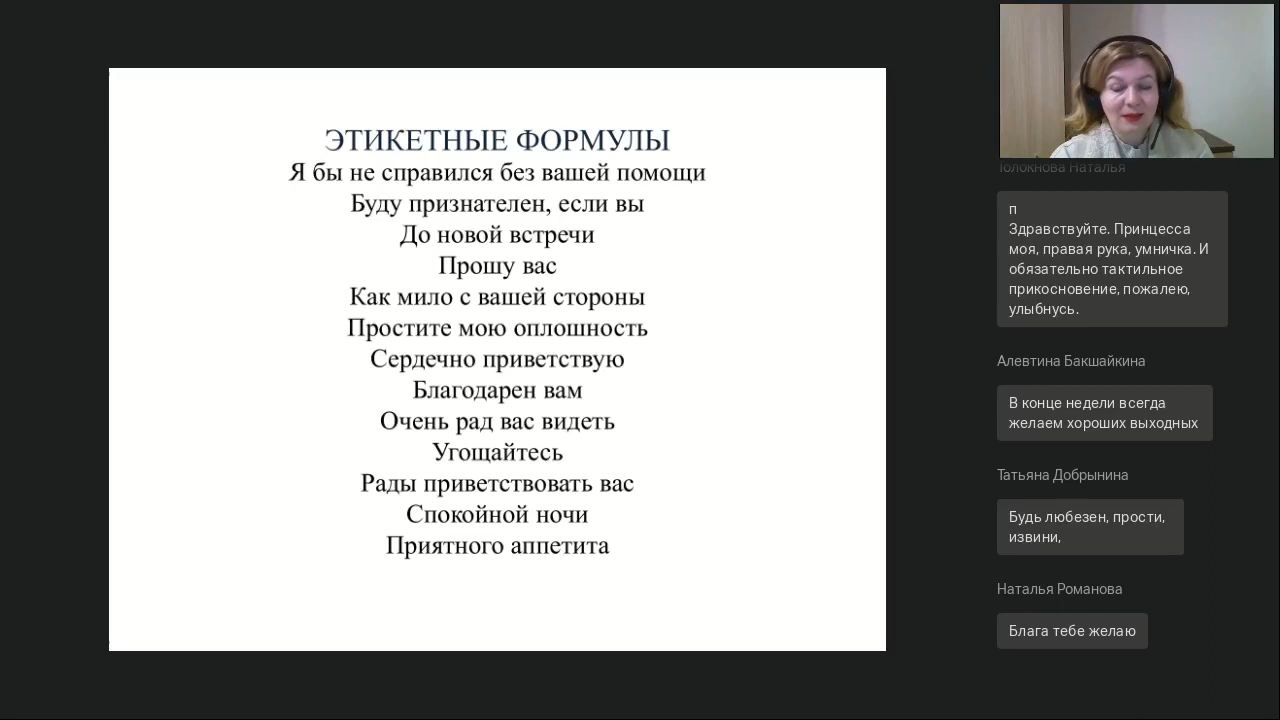 ЭТИКЕТНЫЕ ФОРМУЛЫ
Я бы не справился без вашей помощи
Буду признателен, если вы
До новой встречи
Прошу вас
Как мило с вашей стороны
Простите мою оплошность
Сердечно приветствую
Благодарен вам
Очень рад вас видеть
Угощайтесь
Рады приветствовать вас
Спокойной ночи
Приятного аппетита
Толокнова Наталья
п
Здравствуйте. Принцесса
моя, правая рука, умничка. И
обязательно тактильное
прикосновение, пожалею,
улыбнусь.
Алевтина Бакшайкина
В конце недели всегда
желаем хороших выходных
Татьяна Добрынина
Будь любезен, прости,
извини,
Наталья Романова
Блага тебе желаю